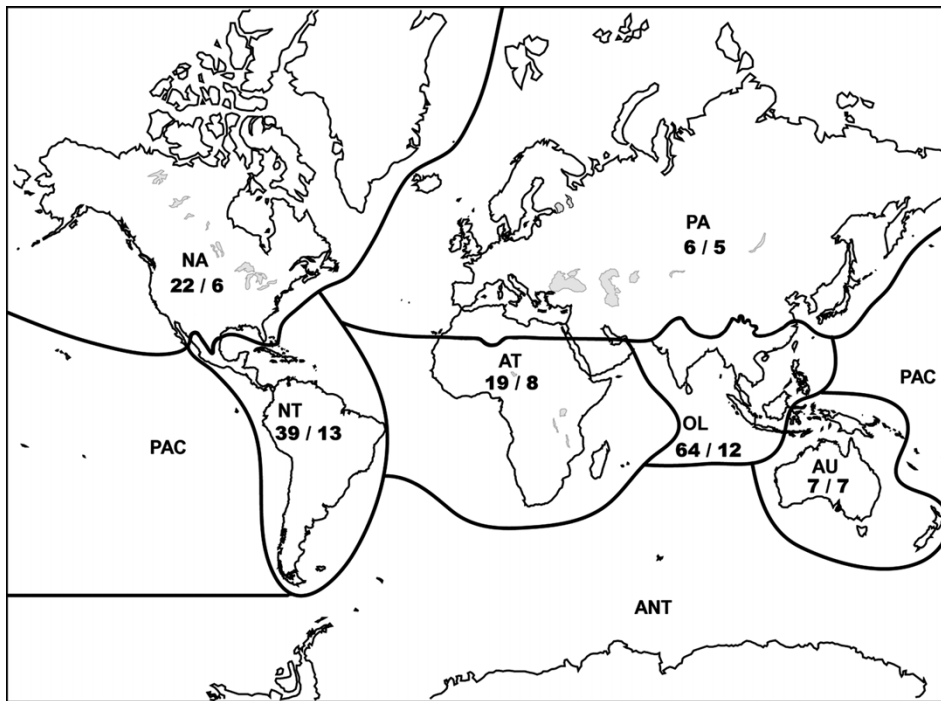 PA
6 / 5
NA
22 / 6
AT
19 / 8
PAC
NT
39 / 13
OL
64 / 12
PAC
AU
7 / 7
ANT